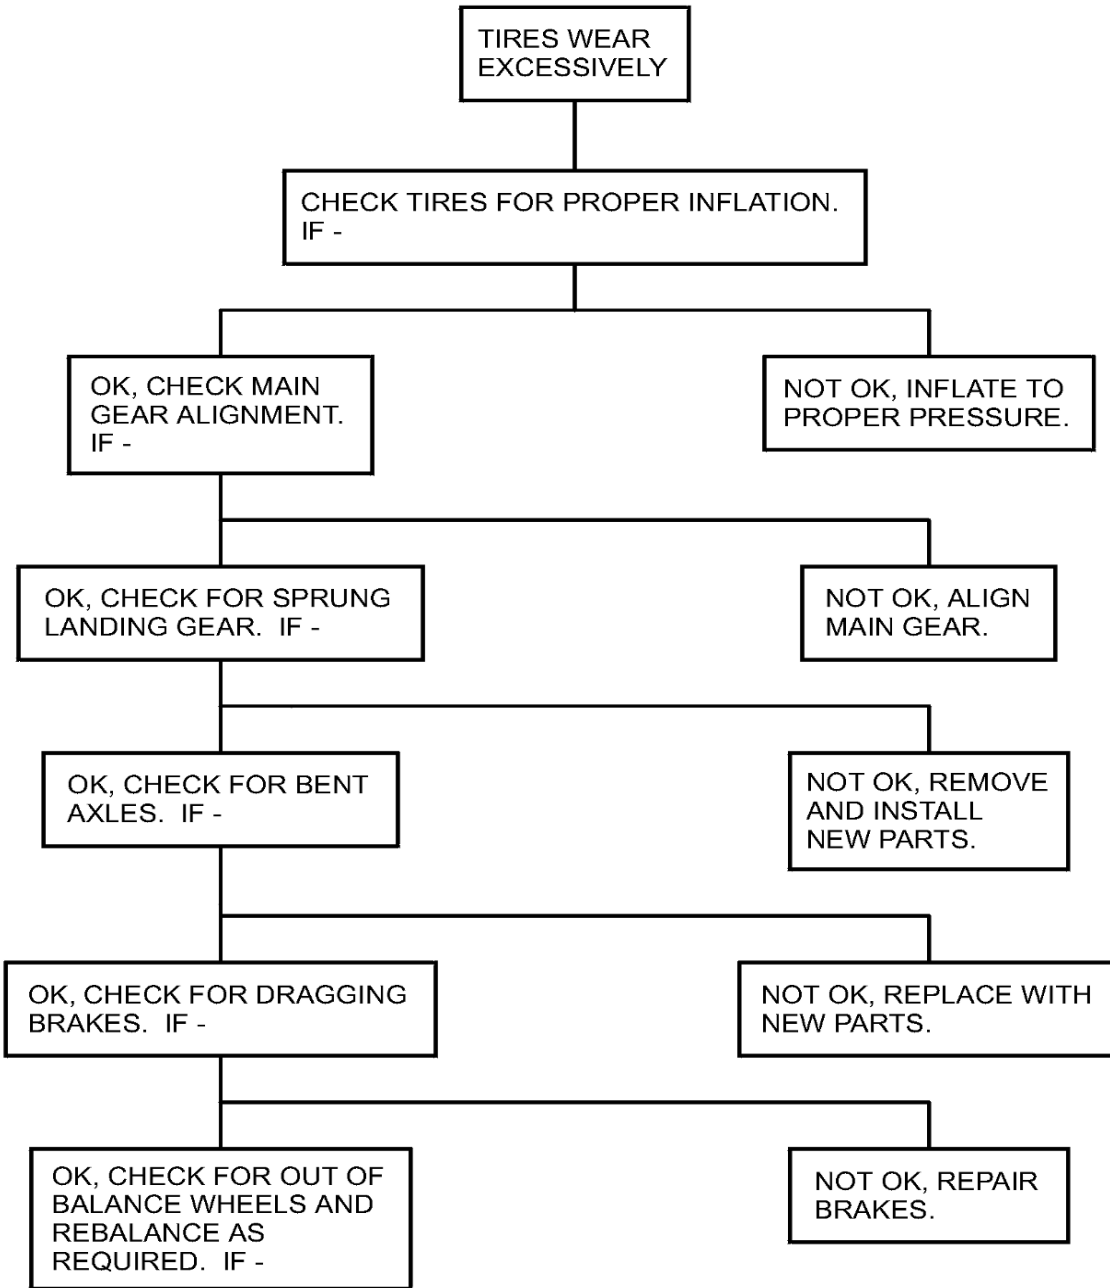 TIRES WEAR
EXCESSIVELY
CHECK TIRES FOR PROPER INFLATION.
IF -
OK, CHECK MAIN
GEAR ALIGNMENT.
IF -
NOT OK, INFLATE TO
PROPER PRESSURE.
OK, CHECK FOR SPRUNG
LANDING GEAR.  IF -
NOT OK, ALIGN
MAIN GEAR.
OK, CHECK FOR BENT
AXLES.  IF -
NOT OK, REMOVE
AND INSTALL
NEW PARTS.
OK, CHECK FOR DRAGGING
BRAKES.  IF -
NOT OK, REPLACE WITH
NEW PARTS.
OK, CHECK FOR OUT OF
BALANCE WHEELS AND
REBALANCE AS
REQUIRED.  IF -
NOT OK, REPAIR
BRAKES.